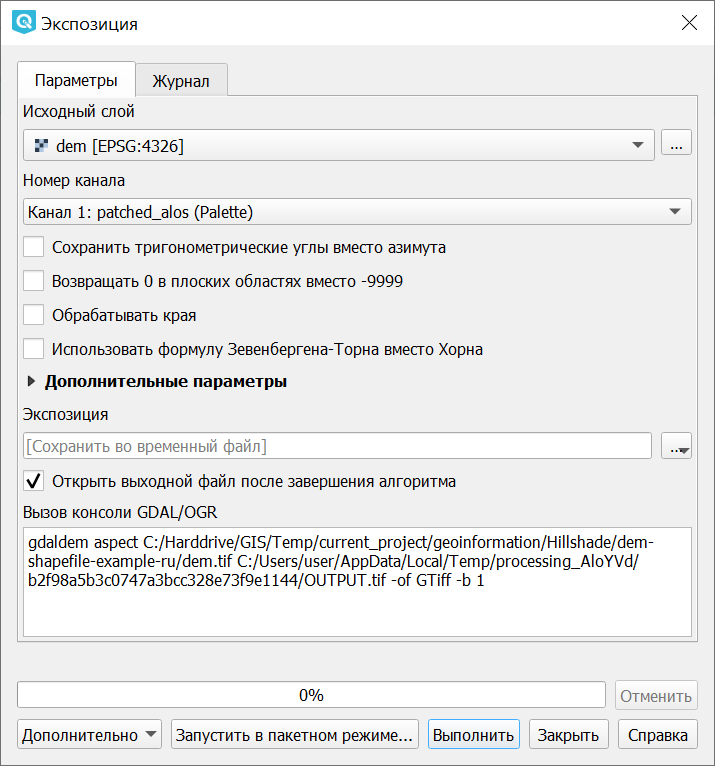 Экспозиция
Параметры
Журнал
Исходный слой
dem [EPSG:4326]
...
Номер канала
Канал 1: patched_alos (Palette)
Сохранить тригонометрические углы вместо азимута
Возвращать 0 в плоских областях вместо -9999
Обрабатывать края
Использовать формулу Зевенбергена-Торна вместо Хорна
Дополнительные параметры
Экспозиция
[Сохранить во временный файл]
...
Открыть выходной файл после завершения алгоритма
Вызов консоли GDAL/OGR
gdaldem aspect C:/Harddrive/GIS/Temp/current_project/geoinformation/Hillshade/dem-
shapefile-example-ru/dem.tif C:/Users/user/AppData/Local/Temp/processing_AloYVd/
b2f98a5b3c0747a3bcc328e73f9e1144/OUTPUT.tif -of GTiff -b 1
0%
Отменить
Дополнительно
Запустить в пакетном режиме...
Выполнить
Закрыть
Справка